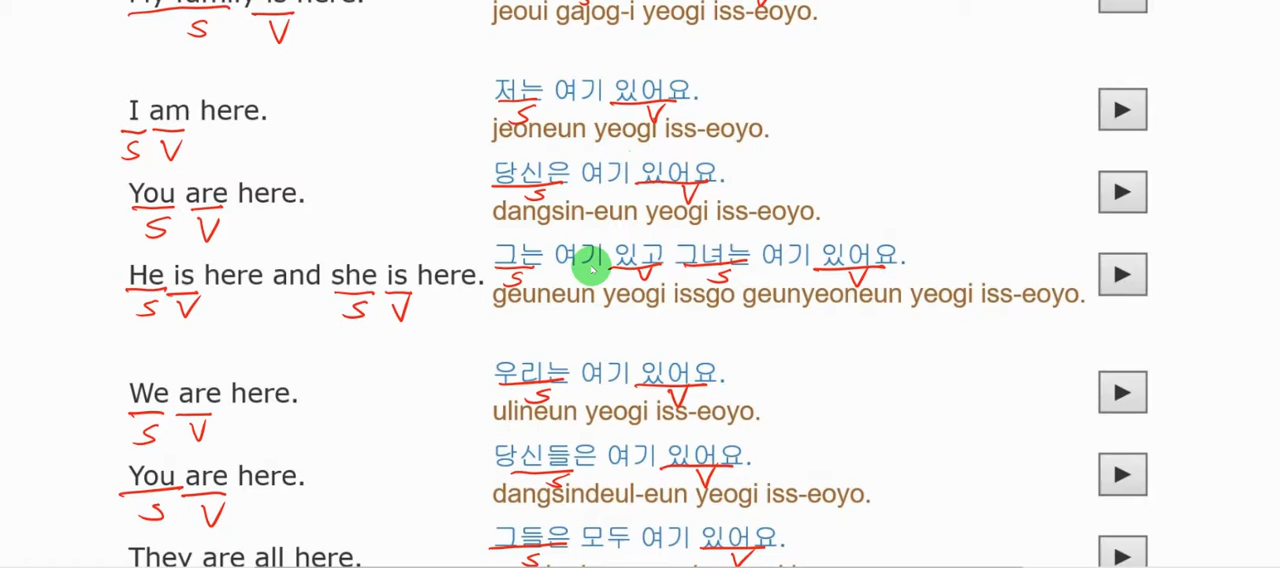 My family is here.
jeoui gajog-i yeogi iss-eoyo.
S V
I am here.
저는 여기 있어요.
S V
jeoneun yeogi iss-eoyo.
S V
You are here.
당신은 여기 있어요.
S V
dangsin-eun yeogi iss-eoyo.
S V
He is here and she is here.
그는 여기 있고 그녀는 여기 있어요.
S V S V
geuneun yeogi issgo geunyeoneun yeogi iss-eoyo.
S V S V
We are here.
우리는 여기 있어요.
S V
ulineun yeogi iss-eoyo.
S V
You are here.
당신들은 여기 있어요.
S V
dangsindeul-eun yeogi iss-eoyo.
S V
They are all here.
그들은 모두 여기 있어요.
S V